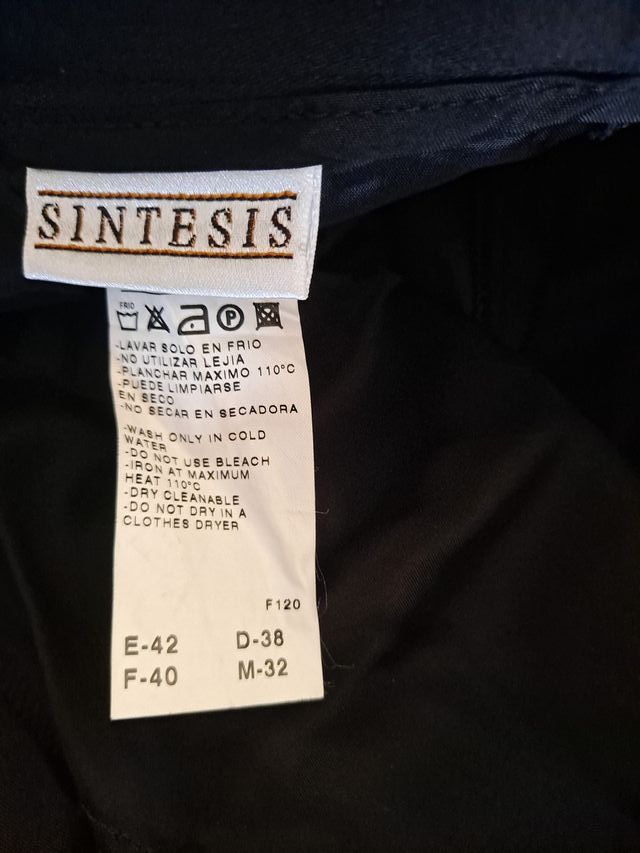 SINTESIS
FRIO
P
-LAVAR SOLO EN FRIO
-NO UTILIZAR LEJIA
-PLANCHAR MAXIMO 110°C
-PUEDE LIMPIARSE
EN SECO
-NO SECAR EN SECADORA
-WASH ONLY IN COLD
WATER
-DO NOT USE BLEACH
-IRON AT MAXIMUM
HEAT 110°C
-DRY CLEANABLE
-DO NOT DRY IN A
CLOTHES DRYER
F120
E-42 D-38
F-40 M-32